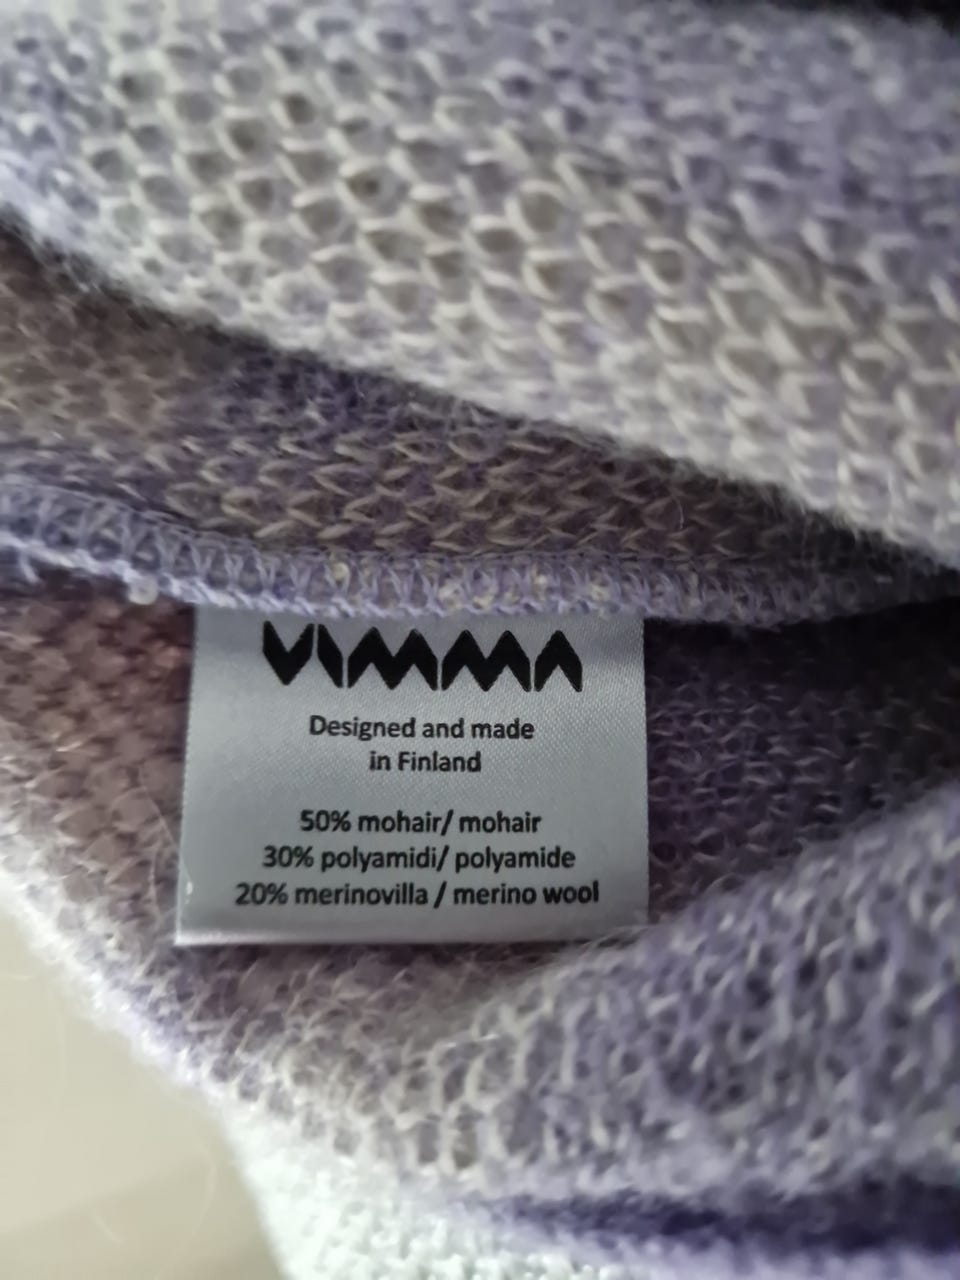 VIMMA
Designed and made
in Finland
50% mohair/ mohair
30% polyamidi/ polyamide
20% merinovilla / merino wool